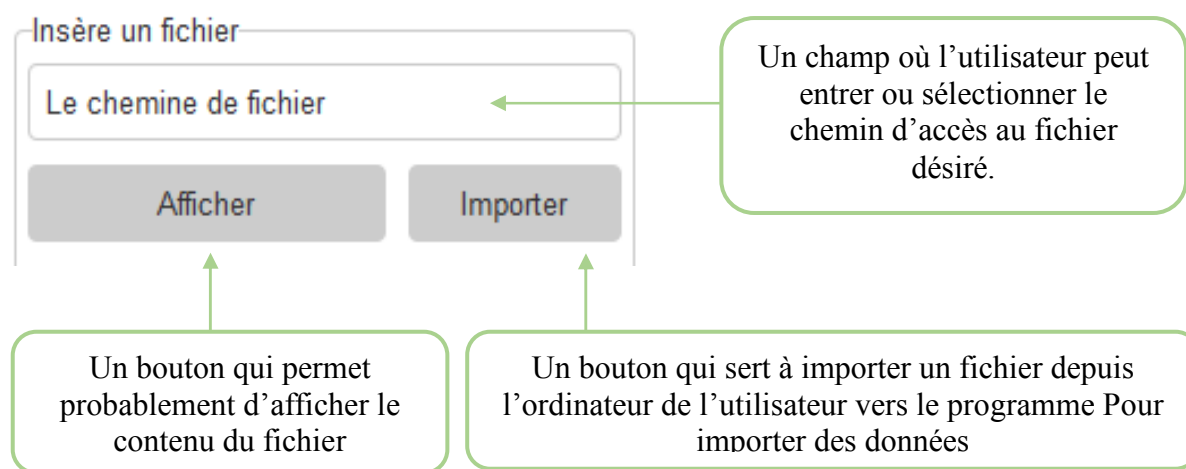 Insère un fichier
Le chemine de fichier
Afficher
Importer
Un champ où l’utilisateur peut
entrer ou sélectionner le
chemin d’accès au fichier
désiré.
Un bouton qui permet
probablement d’afficher le
contenu du fichier
Un bouton qui sert à importer un fichier depuis
l’ordinateur de l’utilisateur vers le programme Pour
importer des données